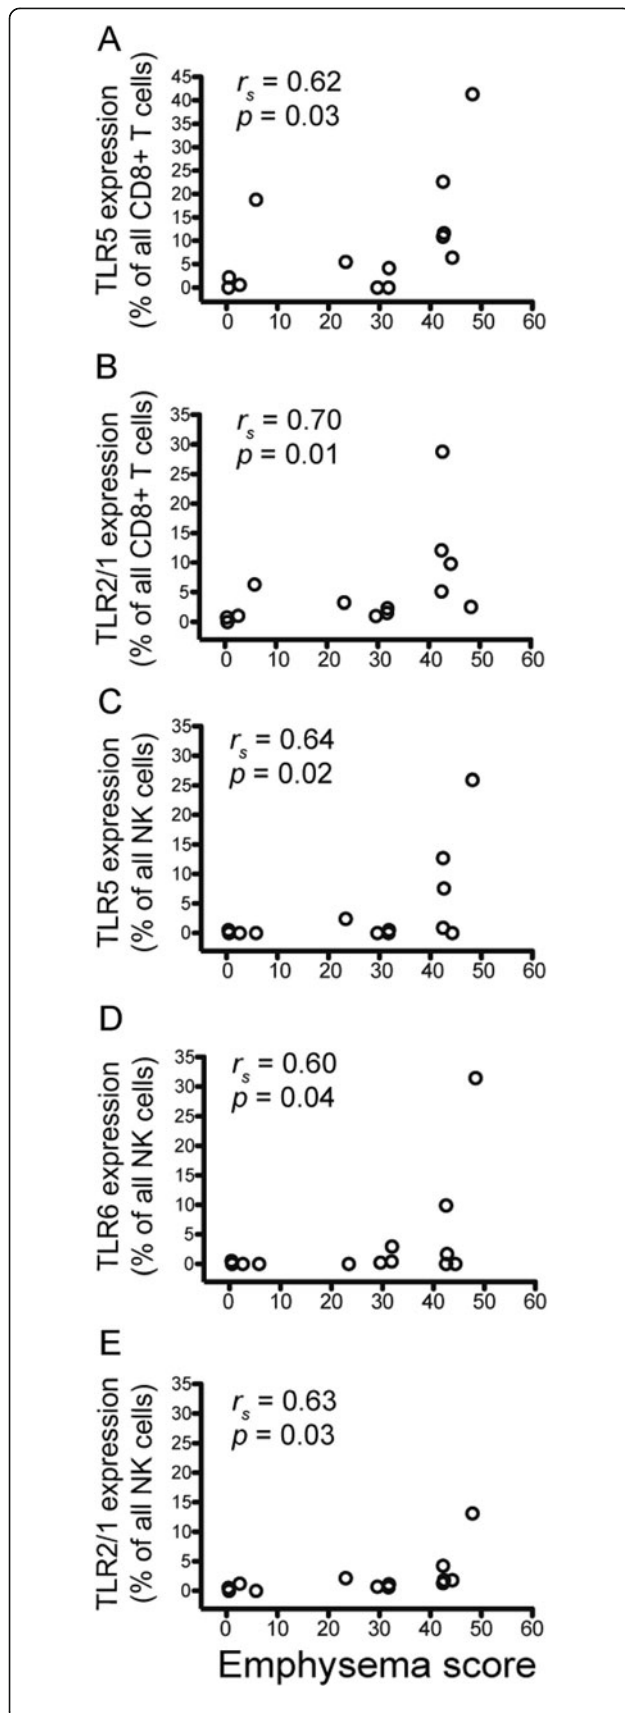 A
TLR5 expression
(% of all CD8+ T cells)
rs = 0.62
p = 0.03
45
40
35
30
25
20
15
10
5
0
0 10 20 30 40 50 60
B
TLR2/1 expression
(% of all CD8+ T cells)
rs = 0.70
p = 0.01
35
30
25
20
15
10
5
0
0 10 20 30 40 50 60
C
TLR5 expression
(% of all NK cells)
rs = 0.64
p = 0.02
35
30
25
20
15
10
5
0
0 10 20 30 40 50 60
D
TLR6 expression
(% of all NK cells)
rs = 0.60
p = 0.04
35
30
25
20
15
10
5
0
0 10 20 30 40 50 60
E
TLR2/1 expression
(% of all NK cells)
rs = 0.63
p = 0.03
35
30
25
20
15
10
5
0
0 10 20 30 40 50 60
Emphysema score